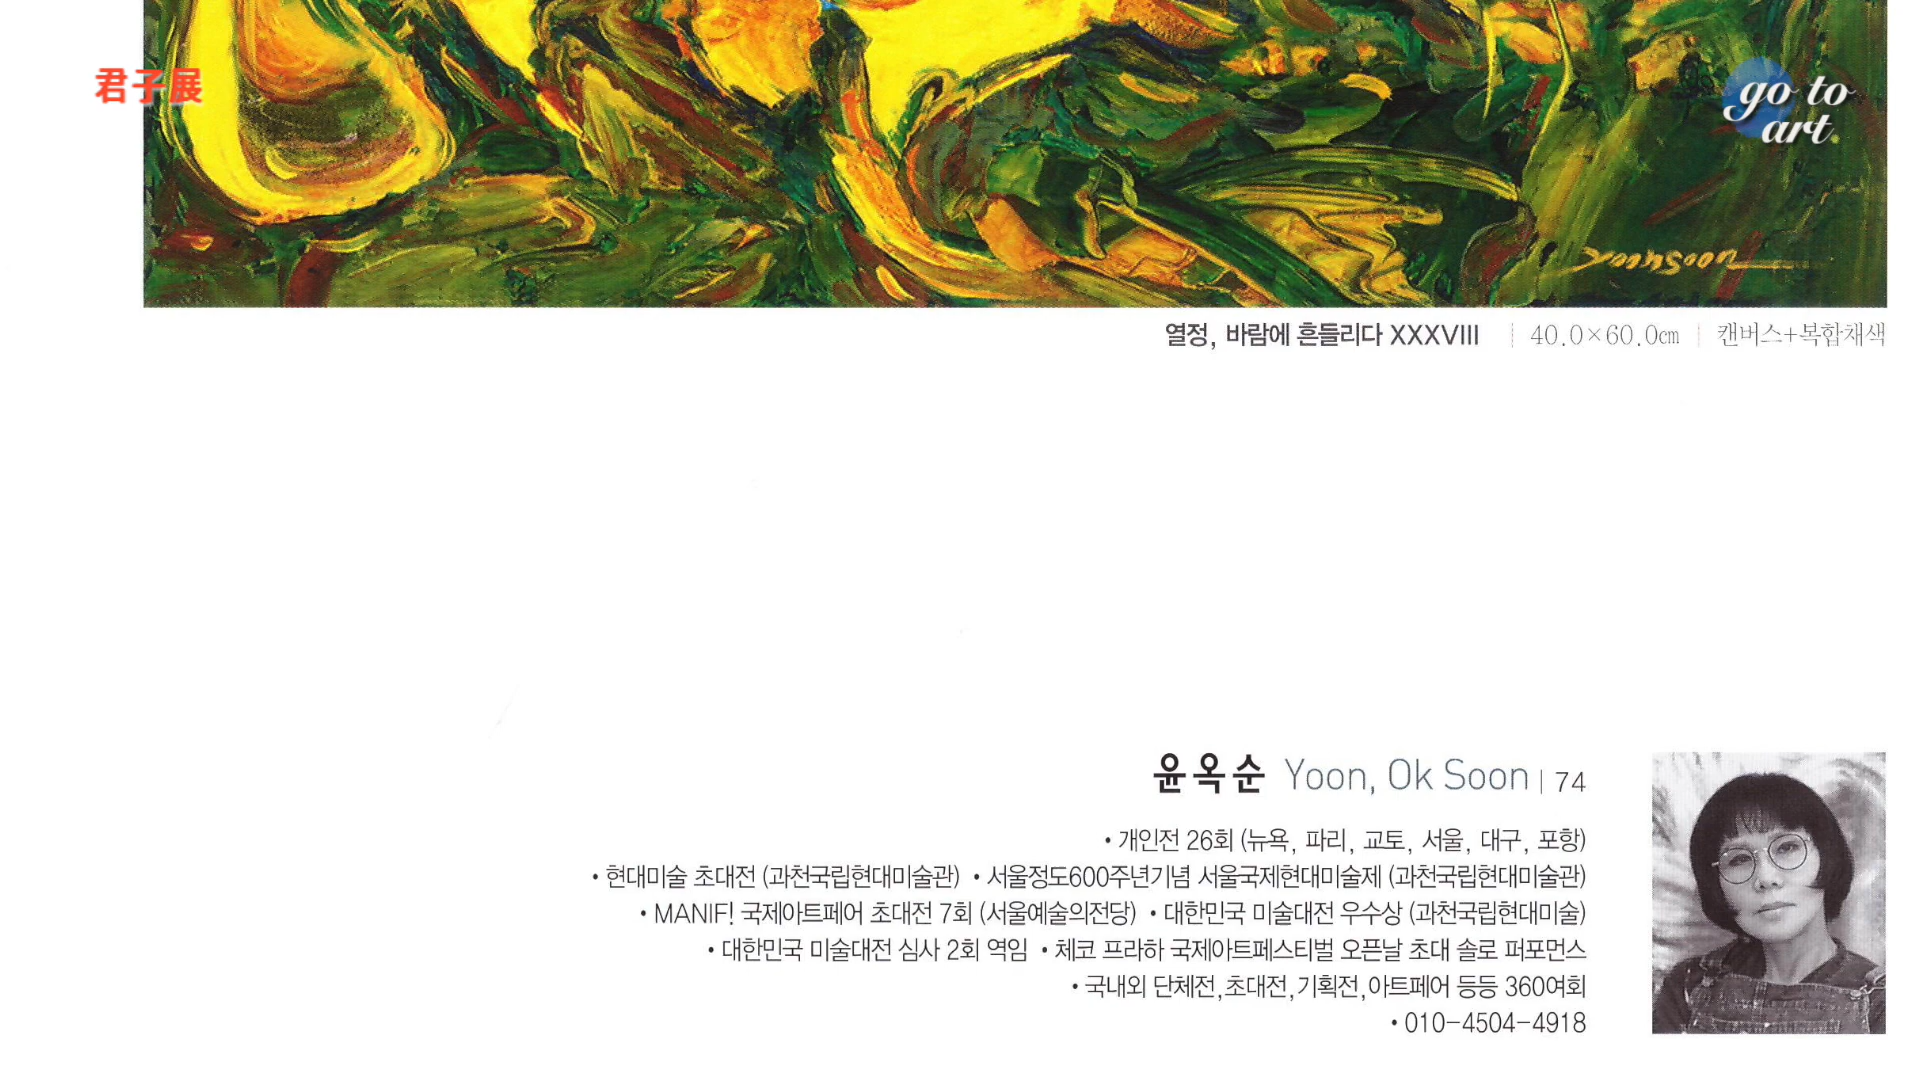 君子展
go to
art.
yoonsoon
열정, 바람에 흔들리다 XXXVIII | 40.0×60.0㎝ | 캔버스+복합채색
윤옥순 Yoon, Ok Soon | 74
• 개인전 26회 (뉴욕, 파리, 교토, 서울, 대구, 포항)
• 현대미술 초대전 (과천국립현대미술관) • 서울정도600주년기념 서울국제현대미술제 (과천국립현대미술관)
• MANIF! 국제아트페어 초대전 7회 (서울예술의전당) • 대한민국 미술대전 우수상 (과천국립현대미술)
• 대한민국 미술대전 심사 2회 역임 • 체코 프라하 국제아트페스티벌 오픈날 초대 솔로 퍼포먼스
• 국내외 단체전,초대전,기획전,아트페어 등등 360여회
• 010-4504-4918